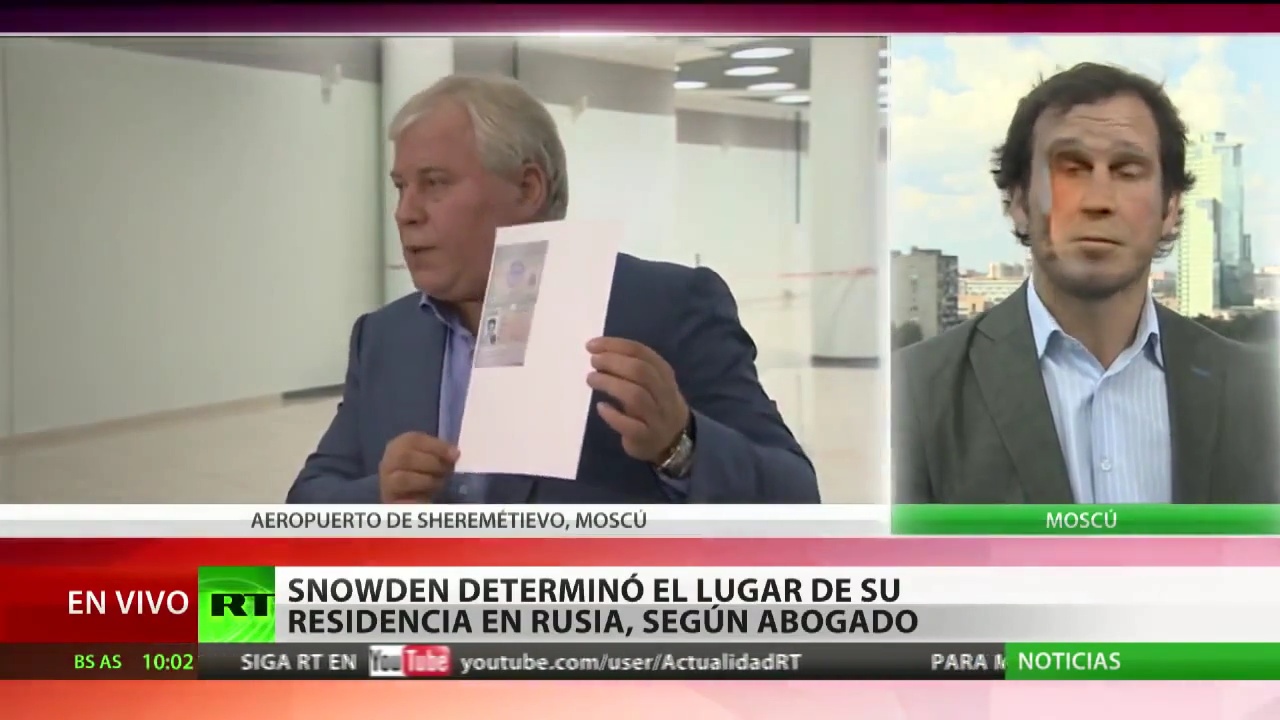 AEROPUERTO DE SHEREMÉTIEVO, MOSCÚ
MOSCÚ
EN VIVO
RT
SNOWDEN DETERMINÓ EL LUGAR DE SU
RESIDENCIA EN RUSIA, SEGÚN ABOGADO
BS AS 10:02
SIGA RT EN YouTube youtube.com/user/ActualidadRT
PARA
NOTICIAS